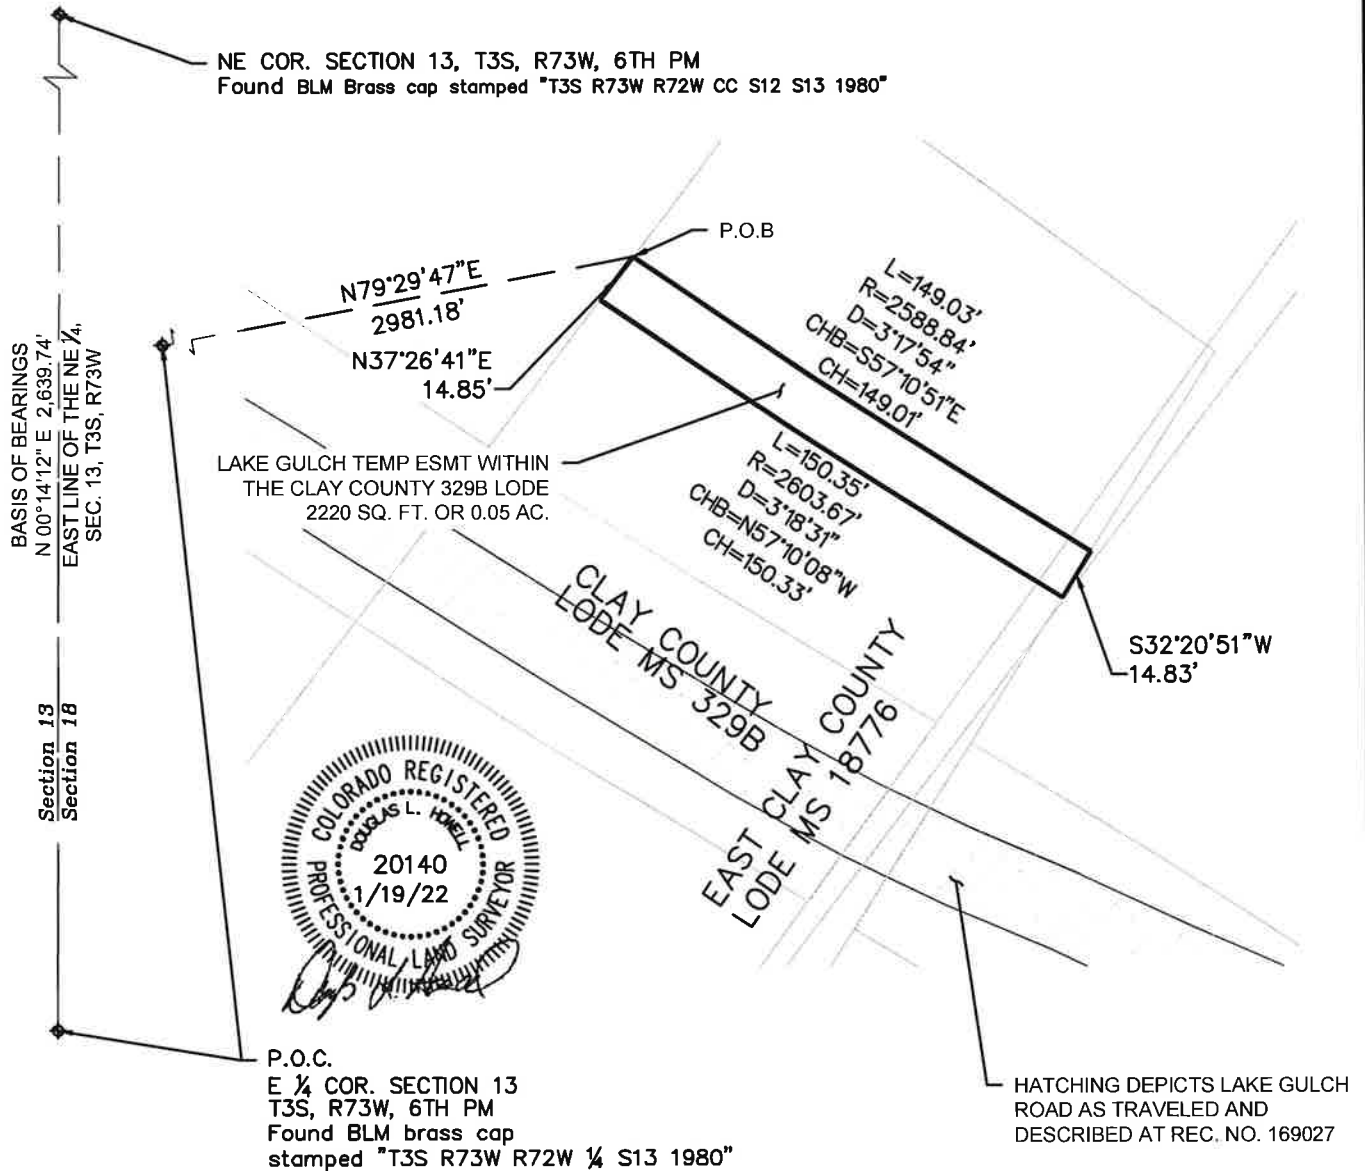 NE COR. SECTION 13, T3S, R73W, 6TH PM
Found BLM Brass cap stamped "T3S R73W R72W CC S12 S13 1980"
P.O.B
N79°29'47"E
2981.18'
N37°26'41"E
14.85'
L=149.03'
R=2588.84'
D=3°17'54"
CHB=S57°10'51"E
CH=149.01'
BASIS OF BEARINGS
N 00°14'12" E 2,639.74'
EAST LINE OF THE NE ¼,
SEC. 13, T3S, R73W
LAKE GULCH TEMP ESMT WITHIN
THE CLAY COUNTY 329B LODE
2220 SQ. FT. OR 0.05 AC.
L=150.35'
R=2603.67'
D=3°18'31"
CHB=N57°10'08"W
CH=150.33'
S32°20'51"W
14.83'
CLAY COUNTY
LODE MS 329B
EAST CLAY COUNTY
LODE MS 18776
Section 13
Section 18
COLORADO REGISTERED
DOUGLAS L. HOWELL
20140
1/19/22
PROFESSIONAL LAND SURVEYOR
P.O.C.
E ¼ COR. SECTION 13
T3S, R73W, 6TH PM
Found BLM brass cap
stamped "T3S R73W R72W ¼ S13 1980"
HATCHING DEPICTS LAKE GULCH
ROAD AS TRAVELED AND
DESCRIBED AT REC. NO. 169027